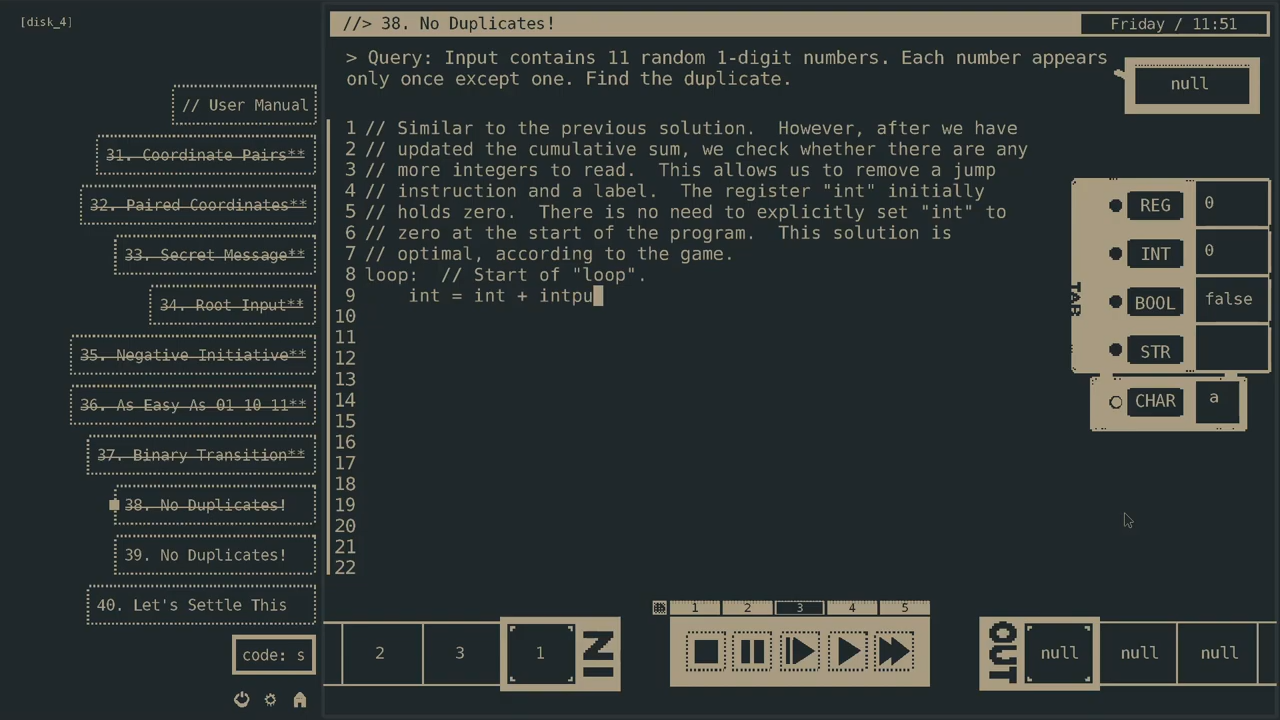 [disk_4]
//> 38. No Duplicates!
Friday / 11:51
> Query: Input contains 11 random 1-digit numbers. Each number appears
only once except one. Find the duplicate.
null
// User Manual
31. Coordinate Pairs**
32. Paired Coordinates**
33. Secret Message**
34. Root Input**
35. Negative Initiative**
36. As Easy As 01 10 11**
37. Binary Transition**
38. No Duplicates!
39. No Duplicates!
40. Let's Settle This
code: s
1 // Similar to the previous solution.  However, after we have
2 // updated the cumulative sum, we check whether there are any
3 // more integers to read.  This allows us to remove a jump
4 // instruction and a label.  The register "int" initially
5 // holds zero.  There is no need to explicitly set "int" to
6 // zero at the start of the program.  This solution is
7 // optimal, according to the game.
8 loop:  // Start of "loop".
9     int = int + intpu
10
11
12
13
14
15
16
17
18
19
20
21
22
TAB
REG 0
INT 0
BOOL false
STR
CHAR a
1 2 3 4 5
2 3 1 IN
OUT null null null